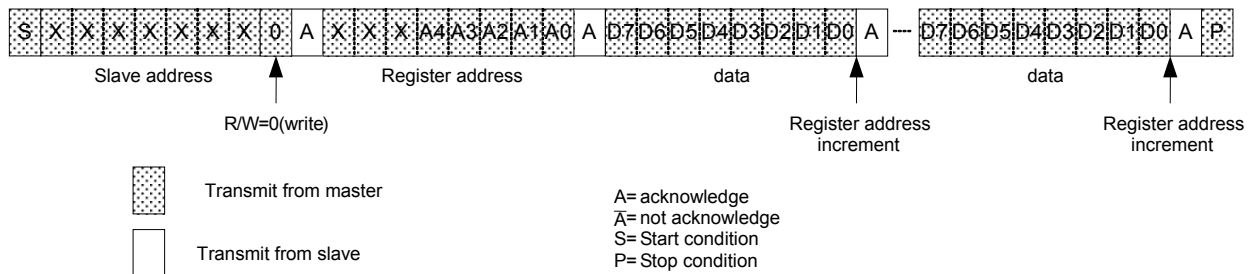 S X X X X X X X 0 A X X X A4 A3 A2 A1 A0 A D7 D6 D5 D4 D3 D2 D1 D0 A ---- D7 D6 D5 D4 D3 D2 D1 D0 A P
Slave address
Register address
data
data
R/W=0(write)
Register address
increment
Register address
increment
Transmit from master
Transmit from slave
A= acknowledge
A̅= not acknowledge
S= Start condition
P= Stop condition